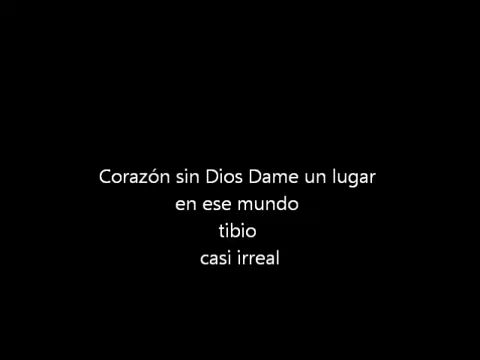 Corazón sin Dios Dame un lugar
en ese mundo
tibio
casi irreal